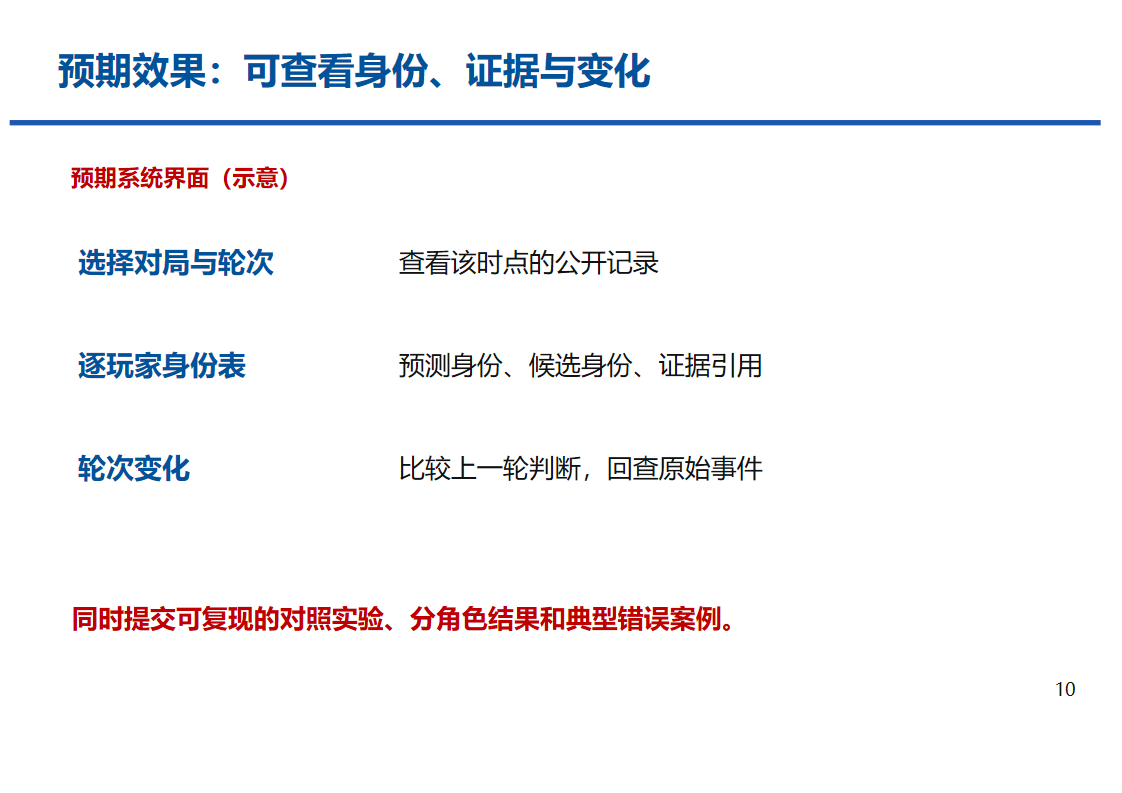 预期效果：可查看身份、证据与变化
预期系统界面（示意）
选择对局与轮次 查看该时点的公开记录
逐玩家身份表 预测身份、候选身份、证据引用
轮次变化 比较上一轮判断，回查原始事件
同时提交可复现的对照实验、分角色结果和典型错误案例。
10